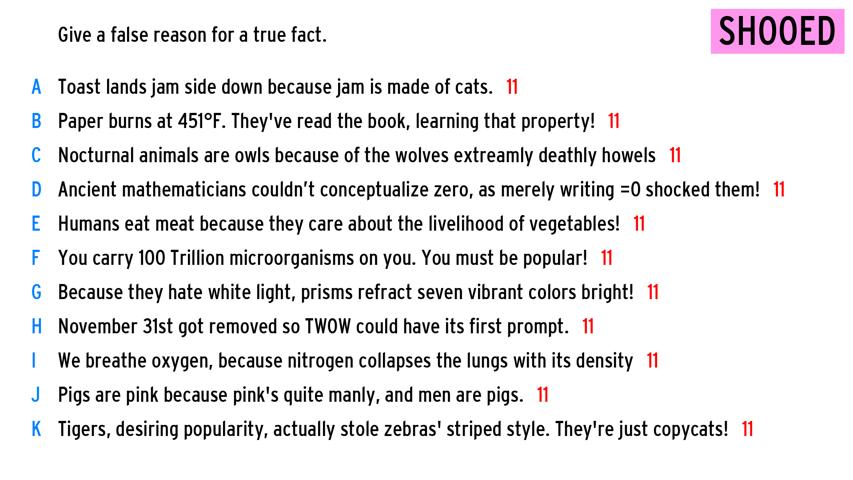 Give a false reason for a true fact.
SHOOED
A Toast lands jam side down because jam is made of cats. 11
B Paper burns at 451°F. They've read the book, learning that property! 11
C Nocturnal animals are owls because of the wolves extreamly deathly howels 11
D Ancient mathematicians couldn't conceptualize zero, as merely writing =0 shocked them! 11
E Humans eat meat because they care about the livelihood of vegetables! 11
F You carry 100 Trillion microorganisms on you. You must be popular! 11
G Because they hate white light, prisms refract seven vibrant colors bright! 11
H November 31st got removed so TWOW could have its first prompt. 11
I We breathe oxygen, because nitrogen collapses the lungs with its density 11
J Pigs are pink because pink's quite manly, and men are pigs. 11
K Tigers, desiring popularity, actually stole zebras' striped style. They're just copycats! 11